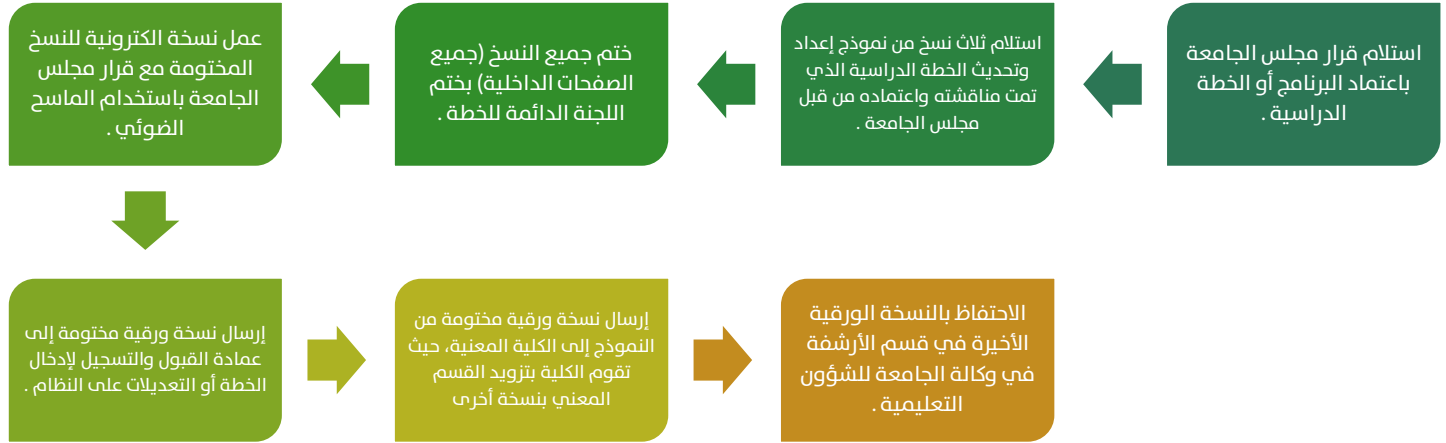 استلام قرار مجلس الجامعة
باعتماد البرنامج أو الخطة
الدراسية .
استلام ثلاث نسخ من نموذج إعداد
وتحديث الخطة الدراسية الذي
تمت مناقشته واعتماده من قبل
مجلس الجامعة .
ختم جميع النسخ (جميع
الصفحات الداخلية) بختم
اللجنة الدائمة للخطة .
عمل نسخة الكترونية للنسخ
المختومة مع قرار مجلس
الجامعة باستخدام الماسح
الضوئي .
إرسال نسخة ورقية مختومة إلى
عمادة القبول والتسجيل لإدخال
الخطة أو التعديلات على النظام .
إرسال نسخة ورقية مختومة من
النموذج إلى الكلية المعنية، حيث
تقوم الكلية بتزويد القسم
المعني بنسخة أخرى
الاحتفاظ بالنسخة الورقية
الأخيرة في قسم الأرشفة
في وكالة الجامعة للشؤون
التعليمية .